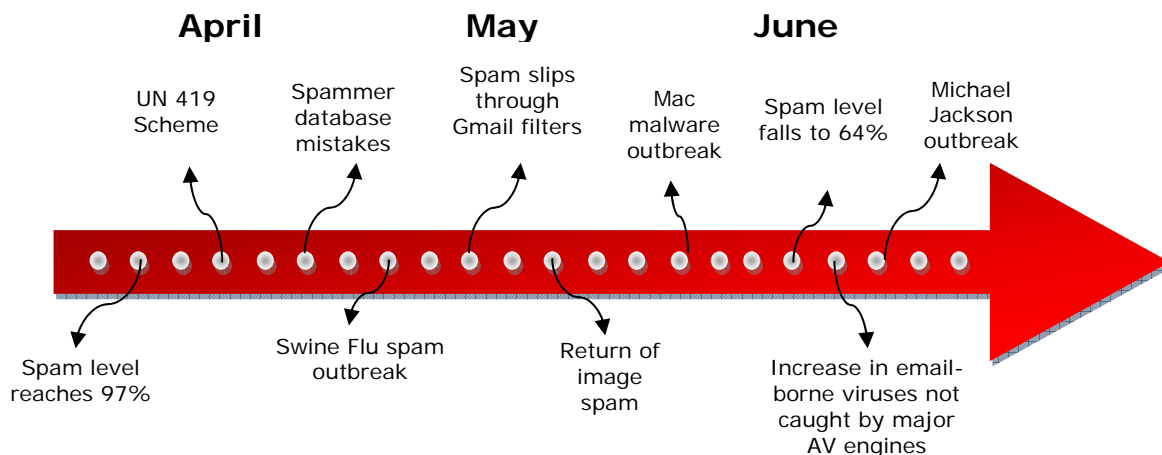 April
May
June
UN 419
Scheme
Spammer
database
mistakes
Spam slips
through
Gmail filters
Mac
malware
outbreak
Spam level
falls to 64%
Michael
Jackson
outbreak
Spam level
reaches 97%
Swine Flu spam
outbreak
Return of
image
spam
Increase in email-
borne viruses not
caught by major
AV engines